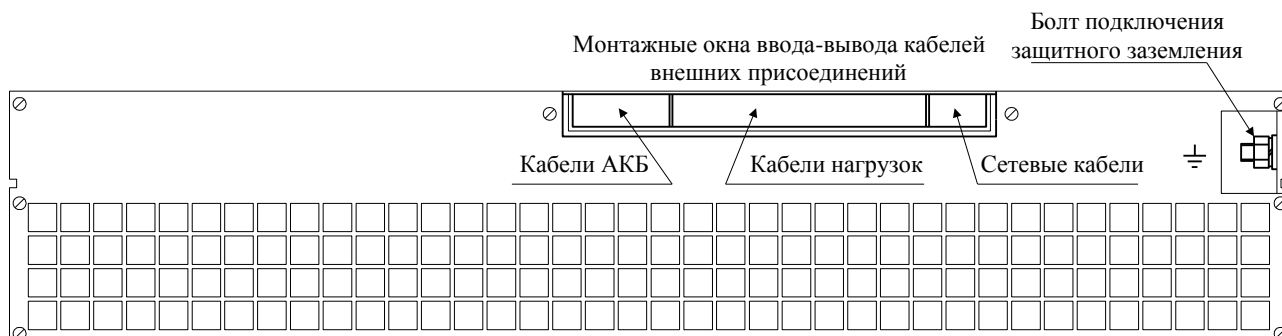 Болт подключения
защитного заземления
Монтажные окна ввода-вывода кабелей
внешних присоединений
Кабели АКБ
Кабели нагрузок
Сетевые кабели